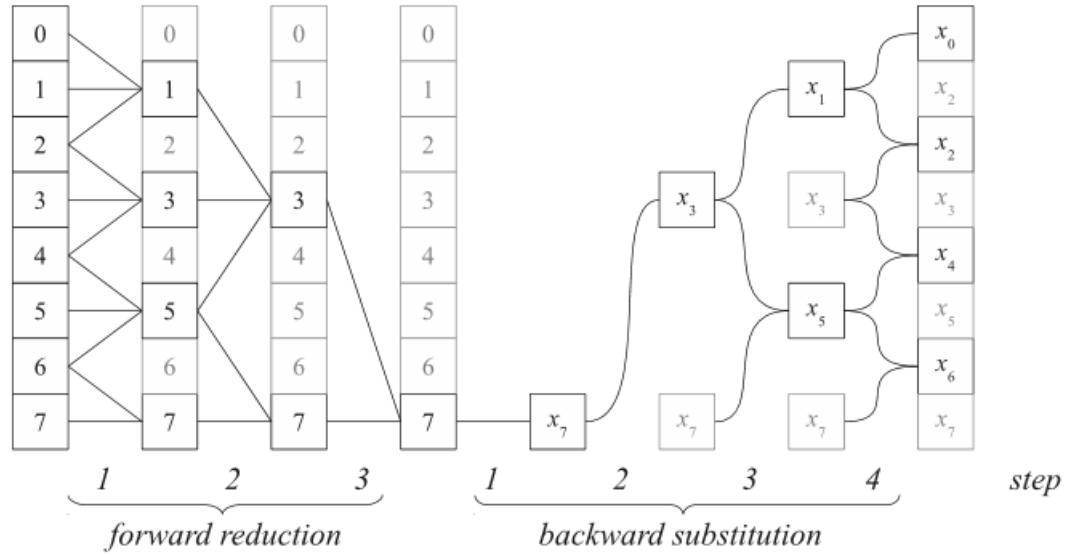 0 0 0 0 x₀
1 1 1 1 x₁ x₂
2 2 2 2 x₂
3 3 3 3 x₃ x₃ x₃
4 4 4 4 x₄
5 5 5 5 x₅ x₅
6 6 6 6 x₆
7 7 7 7 x₇ x₇ x₇ x₇
1 2 3 1 2 3 4 step
forward reduction backward substitution